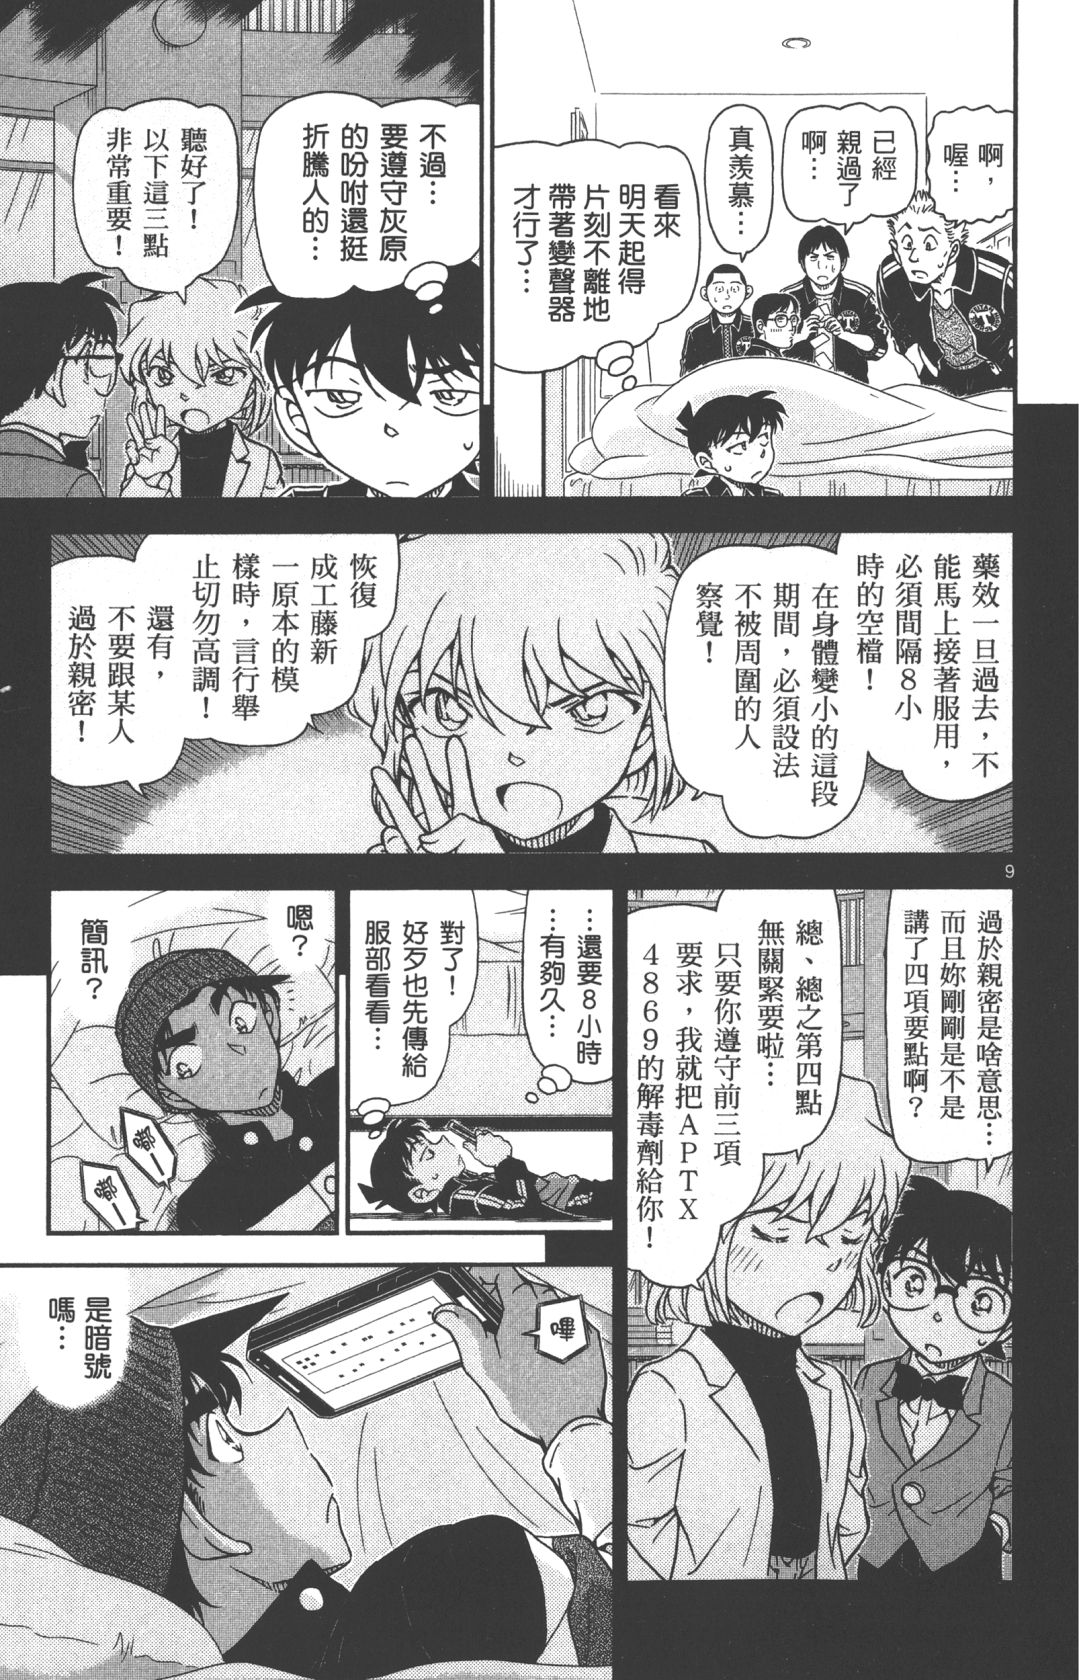 啊，
喔…
已經
親過了
啊…
真羨慕…
看來
明天起得
片刻不離地
帶著變聲器
才行了…
不過…
要遵守灰原
的吩咐還挺
折騰人的…
聽好了！
以下這三點
非常重要！
藥效一旦過去，不
能馬上接著服用，
必須間隔8小
時的空檔！
在身體變小的這段
期間，必須設法
不被周圍的人
察覺！
恢復
成工藤新
一原本的模
樣時，言行舉
止切勿高調！
還有，
不要跟某人
過於親密！
9
過於親密是啥意思…
而且妳剛剛是不是
講了四項要點啊？
總、總之第四點
無關緊要啦…
只要你遵守前三項
要求，我就把APTX
4869的解毒劑給你！
…還要8小時
…有夠久…
對了！
好歹也先傳給
服部看看…
嗯？
簡訊？
嘟—
嘟—
嗶
是暗號
嗎…